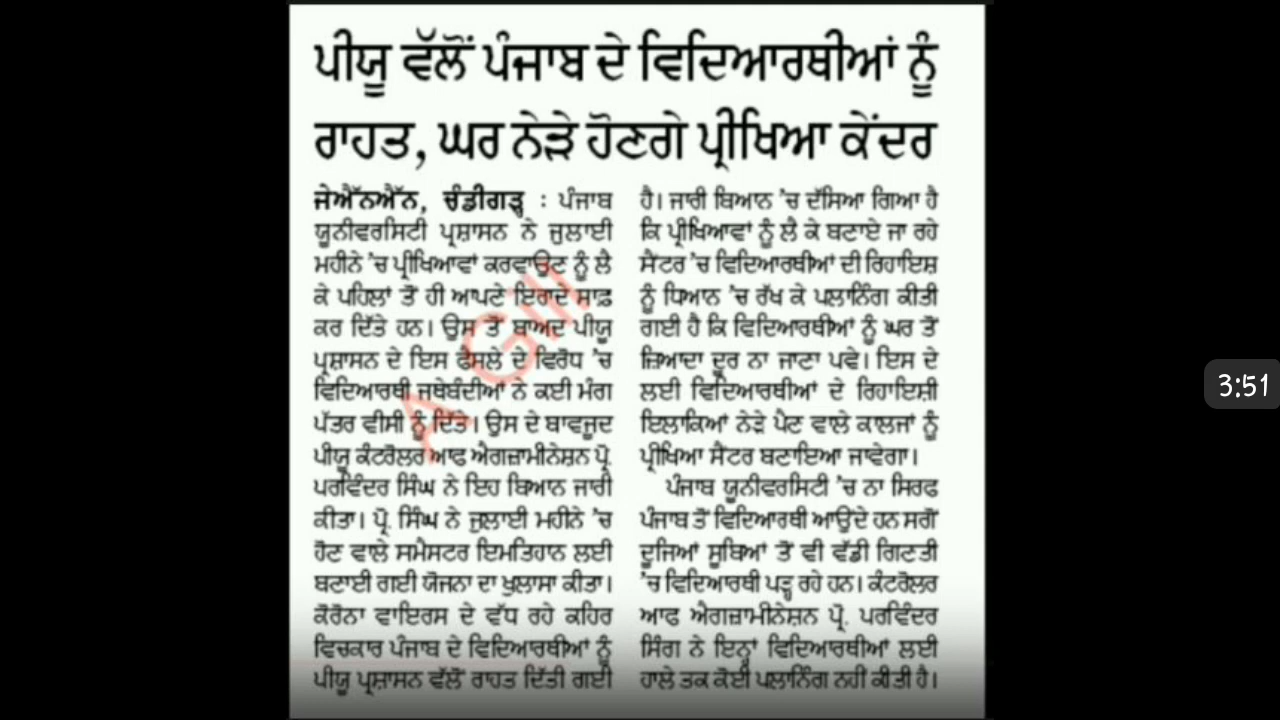 ਪੀਯੂ ਵੱਲੋਂ ਪੰਜਾਬ ਦੇ ਵਿਦਿਆਰਥੀਆਂ ਨੂੰ
ਰਾਹਤ, ਘਰ ਨੇੜੇ ਹੋਣਗੇ ਪ੍ਰੀਖਿਆ ਕੇਂਦਰ
ਜੇਐੱਨਐੱਨ, ਚੰਡੀਗੜ੍ਹ : ਪੰਜਾਬ
ਯੂਨੀਵਰਸਿਟੀ ਪ੍ਰਸ਼ਾਸਨ ਨੇ ਜੁਲਾਈ
ਮਹੀਨੇ 'ਚ ਪ੍ਰੀਖਿਆਵਾਂ ਕਰਵਾਉਣ ਨੂੰ ਲੈ
ਕੇ ਪਹਿਲਾਂ ਤੋਂ ਹੀ ਆਪਣੇ ਇਰਾਦੇ ਸਾਫ਼
ਕਰ ਦਿੱਤੇ ਹਨ। ਉਸ ਤੋਂ ਬਾਅਦ ਪੀਯੂ
ਪ੍ਰਸ਼ਾਸਨ ਦੇ ਇਸ ਫੈਸਲੇ ਦੇ ਵਿਰੋਧ 'ਚ
ਵਿਦਿਆਰਥੀ ਜਥੇਬੰਦੀਆਂ ਨੇ ਕਈ ਮੰਗ
ਪੱਤਰ ਵੀਸੀ ਨੂੰ ਦਿੱਤੇ। ਉਸ ਦੇ ਬਾਵਜੂਦ
ਪੀਯੂ ਕੰਟਰੋਲਰ ਆਫ ਐਗਜ਼ਾਮੀਨੇਸ਼ਨ ਪ੍ਰੋ.
ਪਰਵਿੰਦਰ ਸਿੰਘ ਨੇ ਇਹ ਬਿਆਨ ਜਾਰੀ
ਕੀਤਾ। ਪ੍ਰੋ. ਸਿੰਘ ਨੇ ਜੁਲਾਈ ਮਹੀਨੇ 'ਚ
ਹੋਣ ਵਾਲੇ ਸਮੈਸਟਰ ਇਮਤਿਹਾਨ ਲਈ
ਬਣਾਈ ਗਈ ਯੋਜਨਾ ਦਾ ਖੁਲਾਸਾ ਕੀਤਾ।
ਕੋਰੋਨਾ ਵਾਇਰਸ ਦੇ ਵੱਧ ਰਹੇ ਕਹਿਰ
ਵਿਚਕਾਰ ਪੰਜਾਬ ਦੇ ਵਿਦਿਆਰਥੀਆਂ ਨੂੰ
ਪੀਯੂ ਪ੍ਰਸ਼ਾਸਨ ਵੱਲੋਂ ਰਾਹਤ ਦਿੱਤੀ ਗਈ
ਹੈ। ਜਾਰੀ ਬਿਆਨ 'ਚ ਦੱਸਿਆ ਗਿਆ ਹੈ
ਕਿ ਪ੍ਰੀਖਿਆਵਾਂ ਨੂੰ ਲੈ ਕੇ ਬਣਾਏ ਜਾ ਰਹੇ
ਸੈਂਟਰ 'ਚ ਵਿਦਿਆਰਥੀਆਂ ਦੀ ਰਿਹਾਇਸ਼
ਨੂੰ ਧਿਆਨ 'ਚ ਰੱਖ ਕੇ ਪਲਾਨਿੰਗ ਕੀਤੀ
ਗਈ ਹੈ ਕਿ ਵਿਦਿਆਰਥੀਆਂ ਨੂੰ ਘਰ ਤੋਂ
ਜ਼ਿਆਦਾ ਦੂਰ ਨਾ ਜਾਣਾ ਪਵੇ। ਇਸ ਦੇ
ਲਈ ਵਿਦਿਆਰਥੀਆਂ ਦੇ ਰਿਹਾਇਸ਼ੀ
ਇਲਾਕਿਆਂ ਨੇੜੇ ਪੈਣ ਵਾਲੇ ਕਾਲਜਾਂ ਨੂੰ
ਪ੍ਰੀਖਿਆ ਸੈਂਟਰ ਬਣਾਇਆ ਜਾਵੇਗਾ।
ਪੰਜਾਬ ਯੂਨੀਵਰਸਿਟੀ 'ਚ ਨਾ ਸਿਰਫ
ਪੰਜਾਬ ਤੋਂ ਵਿਦਿਆਰਥੀ ਆਉਂਦੇ ਹਨ ਸਗੋਂ
ਦੂਜਿਆਂ ਸੂਬਿਆਂ ਤੋਂ ਵੀ ਵੱਡੀ ਗਿਣਤੀ
'ਚ ਵਿਦਿਆਰਥੀ ਪੜ੍ਹ ਰਹੇ ਹਨ। ਕੰਟਰੋਲਰ
ਆਫ ਐਗਜ਼ਾਮੀਨੇਸ਼ਨ ਪ੍ਰੋ. ਪਰਵਿੰਦਰ
ਸਿੰਗ ਨੇ ਇਨ੍ਹਾਂ ਵਿਦਿਆਰਥੀਆਂ ਲਈ
ਹਾਲੇ ਤਕ ਕੋਈ ਪਲਾਨਿੰਗ ਨਹੀਂ ਕੀਤੀ ਹੈ।
A Gill
3:51